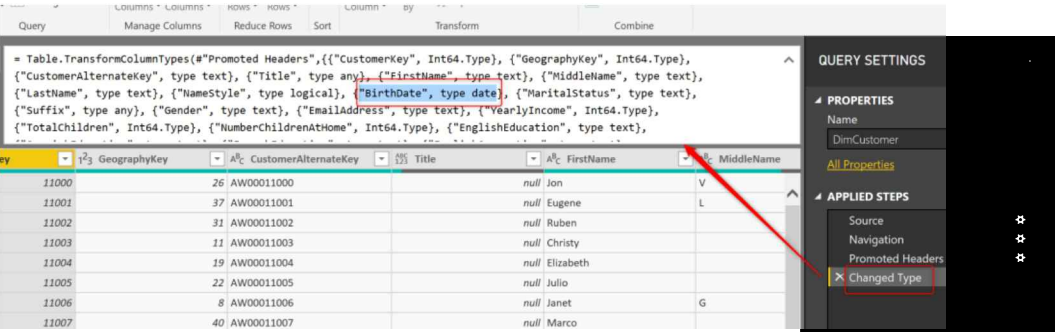 Columns Columns Rows Rows Column By
Query Manage Columns Reduce Rows Sort Transform Combine
= Table.TransformColumnTypes(#"Promoted Headers",{{"CustomerKey", Int64.Type}, {"GeographyKey", Int64.Type},
{"CustomerAlternateKey", type text}, {"Title", type any}, {"FirstName", type text}, {"MiddleName", type text},
{"LastName", type text}, {"NameStyle", type logical}, {"BirthDate", type date}, {"MaritalStatus", type text},
{"Suffix", type any}, {"Gender", type text}, {"EmailAddress", type text}, {"YearlyIncome", Int64.Type},
{"TotalChildren", Int64.Type}, {"NumberChildrenAtHome", Int64.Type}, {"EnglishEducation", type text},
ey 123 GeographyKey ABC CustomerAlternateKey ABC 123 Title ABC FirstName ABC MiddleName
11000 26 AW00011000 null Jon V
11001 37 AW00011001 null Eugene L
11002 31 AW00011002 null Ruben
11003 11 AW00011003 null Christy
11004 19 AW00011004 null Elizabeth
11005 22 AW00011005 null Julio
11006 8 AW00011006 null Janet G
11007 40 AW00011007 null Marco
QUERY SETTINGS
PROPERTIES
Name
DimCustomer
All Properties
APPLIED STEPS
Source
Navigation
Promoted Headers
Changed Type